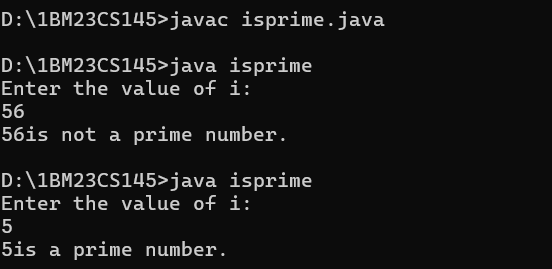 D:\1BM23CS145>javac isprime.java
D:\1BM23CS145>java isprime
Enter the value of i:
56
56is not a prime number.
D:\1BM23CS145>java isprime
Enter the value of i:
5
5is a prime number.